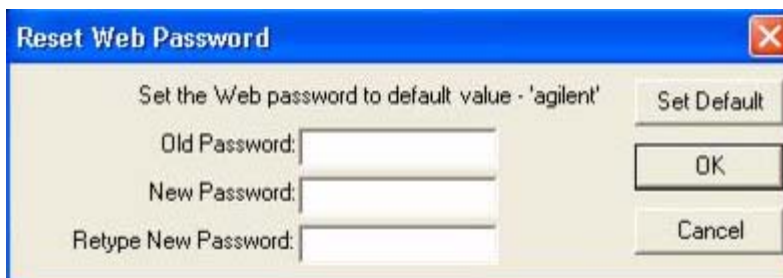 Reset Web Password
Set the Web password to default value - 'agilent'
Set Default
Old Password:
OK
New Password:
Retype New Password:
Cancel